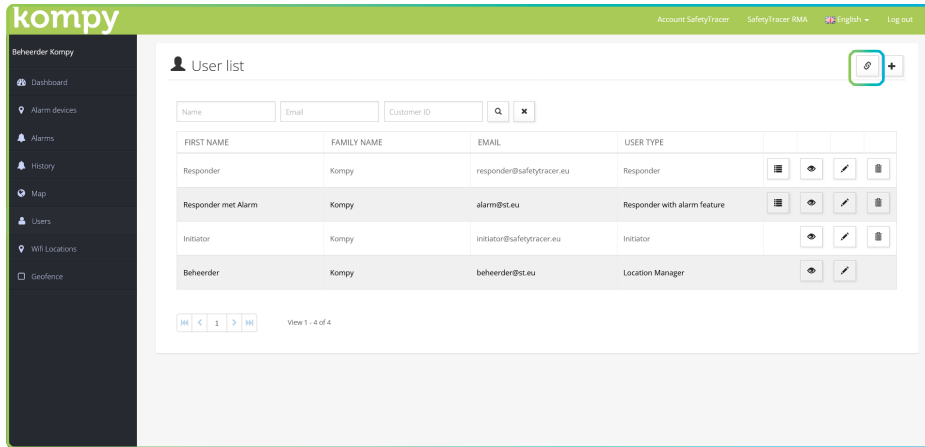 kompy
Account SafetyTracer SafetyTracer RMA English Log out
Beheerder Kompy
Dashboard
Alarm devices
Alarms
History
Map
Users
Wifi Locations
Geofence
User list
Name Email Customer ID
FIRST NAME FAMILY NAME EMAIL USER TYPE
Responder Kompy responder@safetytracer.eu Responder
Responder met Alarm Kompy alarm@st.eu Responder with alarm feature
Initiator Kompy initiator@safetytracer.eu Initiator
Beheerder Kompy beheerder@st.eu Location Manager
1 View 1 - 4 of 4